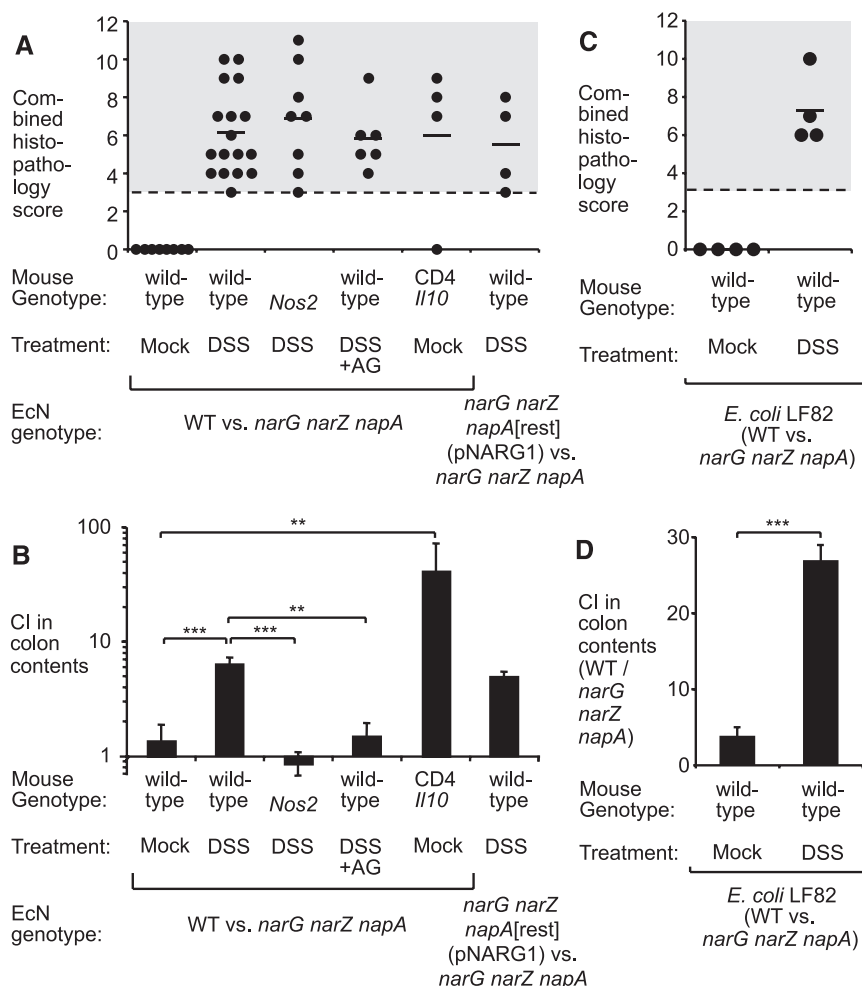 A
Com-
bined
histo-
patho-
logy
score
12
10
8
6
4
2
0
Mouse
Genotype:
wild-
type
wild-
type
Nos2
wild-
type
CD4
Il10
wild-
type
Treatment:
Mock
DSS
DSS
DSS
+AG
Mock
DSS
EcN
genotype:
WT vs. narG narZ napA
narG narZ
napA[rest]
(pNARG1) vs.
narG narZ napA
C
Com-
bined
histo-
patho-
logy
score
12
10
8
6
4
2
0
Mouse
Genotype:
wild-
type
wild-
type
Treatment:
Mock
DSS
E. coli LF82
(WT vs.
narG narZ napA)
B
CI in
colon
contents
100
10
1
**
**
***
***
Mouse
Genotype:
wild-
type
wild-
type
Nos2
wild-
type
CD4
Il10
wild-
type
Treatment:
Mock
DSS
DSS
DSS
+AG
Mock
DSS
EcN
genotype:
WT vs. narG narZ napA
narG narZ
napA[rest]
(pNARG1) vs.
narG narZ napA
D
CI in
colon
contents
(WT /
narG
narZ
napA)
30
20
10
0
***
Mouse
Genotype:
wild-
type
wild-
type
Treatment:
Mock
DSS
E. coli LF82
(WT vs.
narG narZ napA)